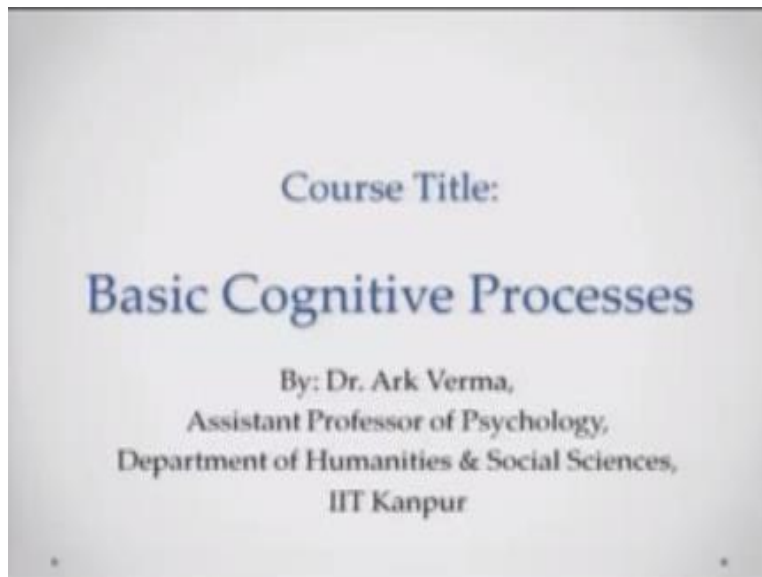 Course Title:
Basic Cognitive Processes
By: Dr. Ark Verma,
Assistant Professor of Psychology,
Department of Humanities & Social Sciences,
IIT Kanpur